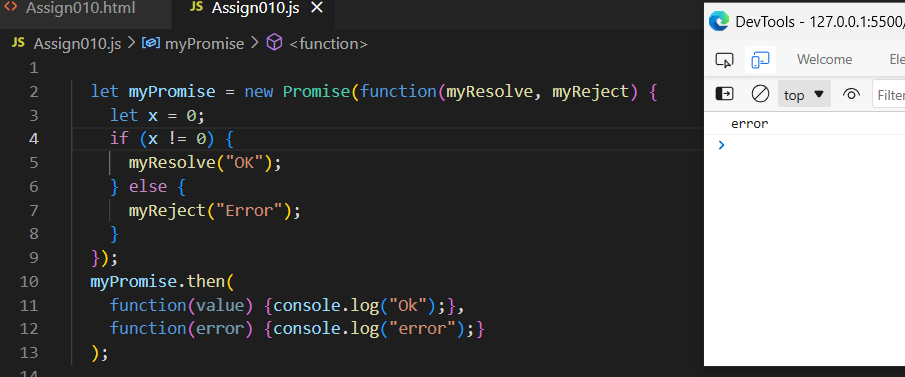 <> Assign010.html JS Assign010.js ×
JS Assign010.js > myPromise > <function>
1
2 let myPromise = new Promise(function(myResolve, myReject) {
3 let x = 0;
4 if (x != 0) {
5 myResolve("OK");
6 } else {
7 myReject("Error");
8 }
9 });
10 myPromise.then(
11 function(value) {console.log("Ok");},
12 function(error) {console.log("error");}
13 );
14
DevTools - 127.0.0.1:5500/
Welcome Ele
top Filter
error
>